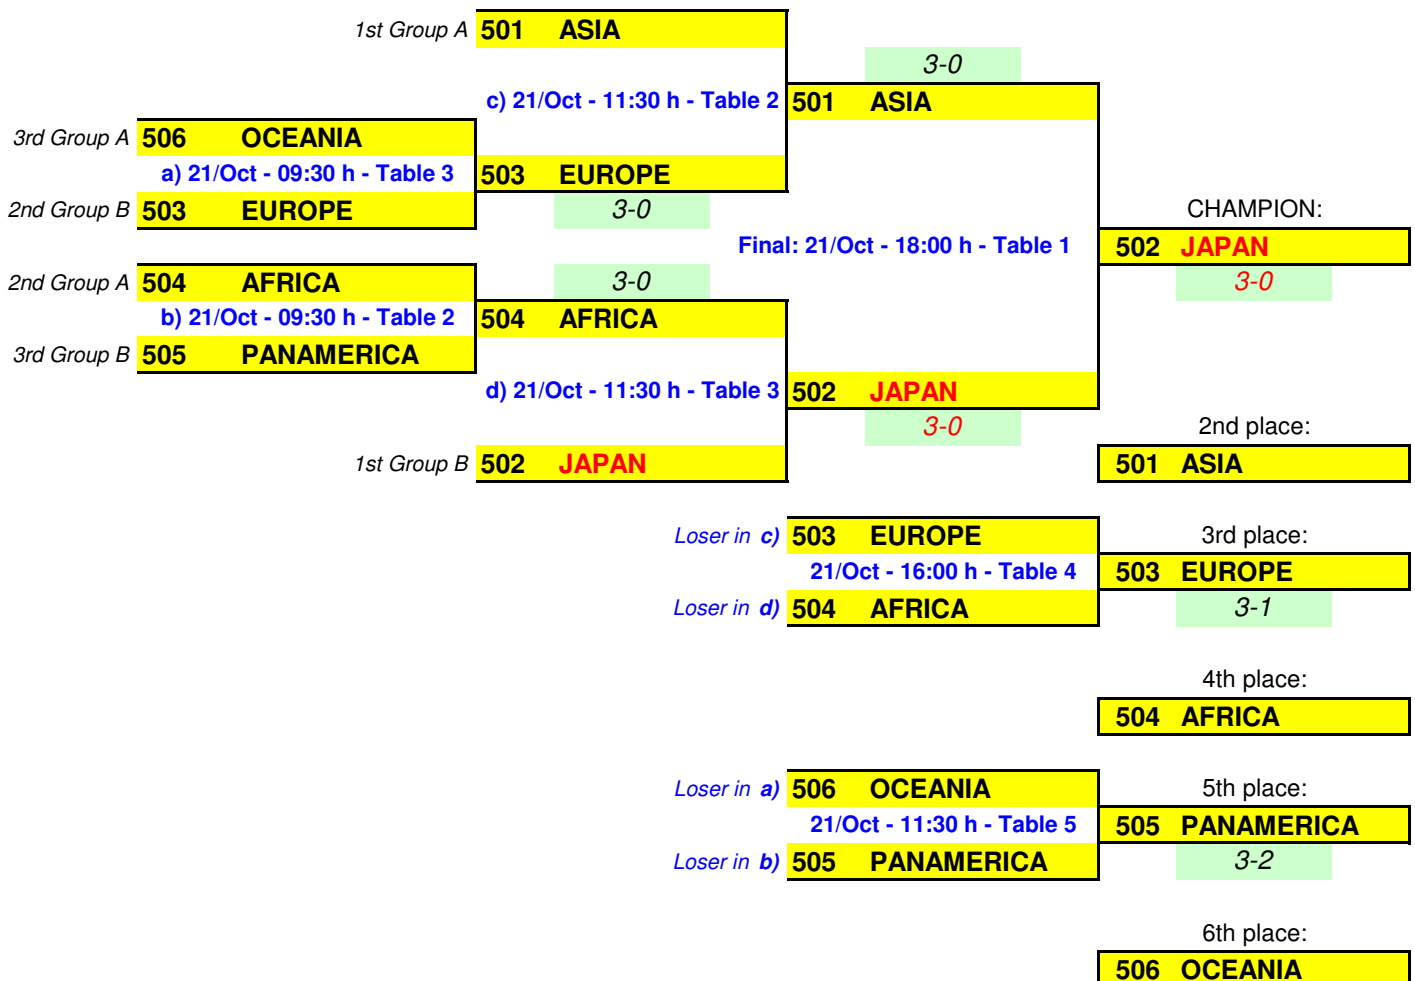 1st Group A 501 ASIA
3-0
c) 21/Oct - 11:30 h - Table 2 501 ASIA
3rd Group A 506 OCEANIA
a) 21/Oct - 09:30 h - Table 3 503 EUROPE
2nd Group B 503 EUROPE 3-0 CHAMPION:
Final: 21/Oct - 18:00 h - Table 1 502 JAPAN
2nd Group A 504 AFRICA 3-0 3-0
b) 21/Oct - 09:30 h - Table 2 504 AFRICA
3rd Group B 505 PANAMERICA
d) 21/Oct - 11:30 h - Table 3 502 JAPAN
3-0 2nd place:
1st Group B 502 JAPAN 501 ASIA
Loser in c) 503 EUROPE 3rd place:
21/Oct - 16:00 h - Table 4 503 EUROPE
Loser in d) 504 AFRICA 3-1
4th place:
504 AFRICA
Loser in a) 506 OCEANIA 5th place:
21/Oct - 11:30 h - Table 5 505 PANAMERICA
Loser in b) 505 PANAMERICA 3-2
6th place:
506 OCEANIA